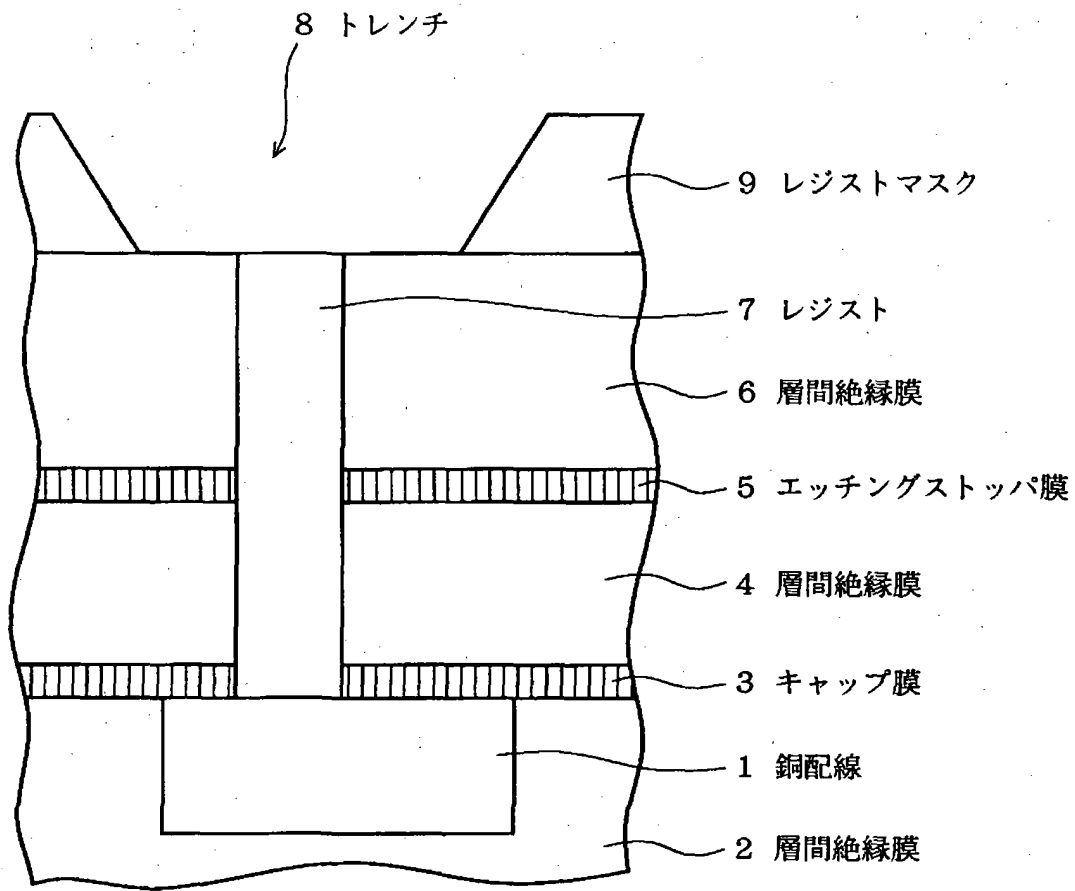 8 トレンチ
9 レジストマスク
7 レジスト
6 層間絶縁膜
5 エッチングストッパ膜
4 層間絶縁膜
3 キャップ膜
1 銅配線
2 層間絶縁膜